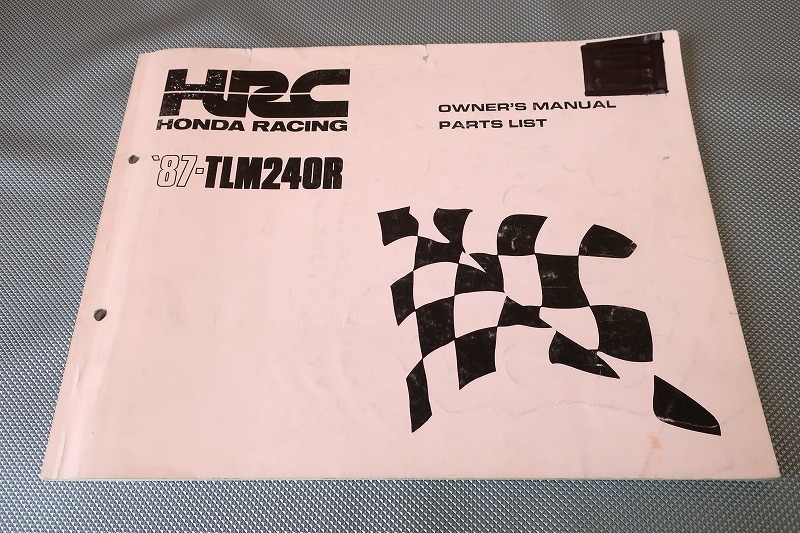 HRC
HONDA RACING
'87-TLM240R
OWNER'S MANUAL
PARTS LIST